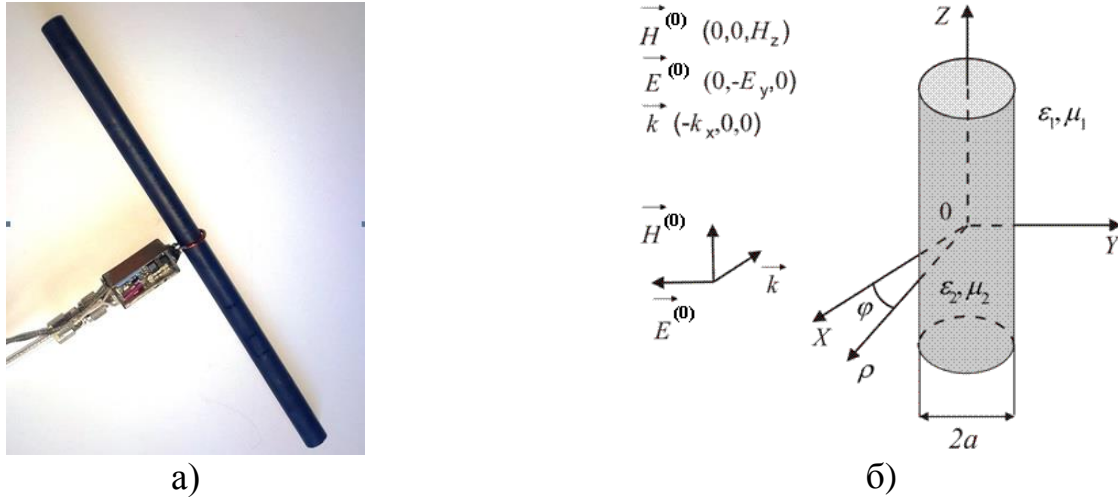 H⃗^(0) (0,0,H_z)
E⃗^(0) (0,-E_y,0)
k⃗ (-k_x,0,0)
Z
ε₁, μ₁
0
Y
H⃗^(0)
k⃗
E⃗^(0)
ε₂, μ₂
φ
X
ρ
2a
а)
б)